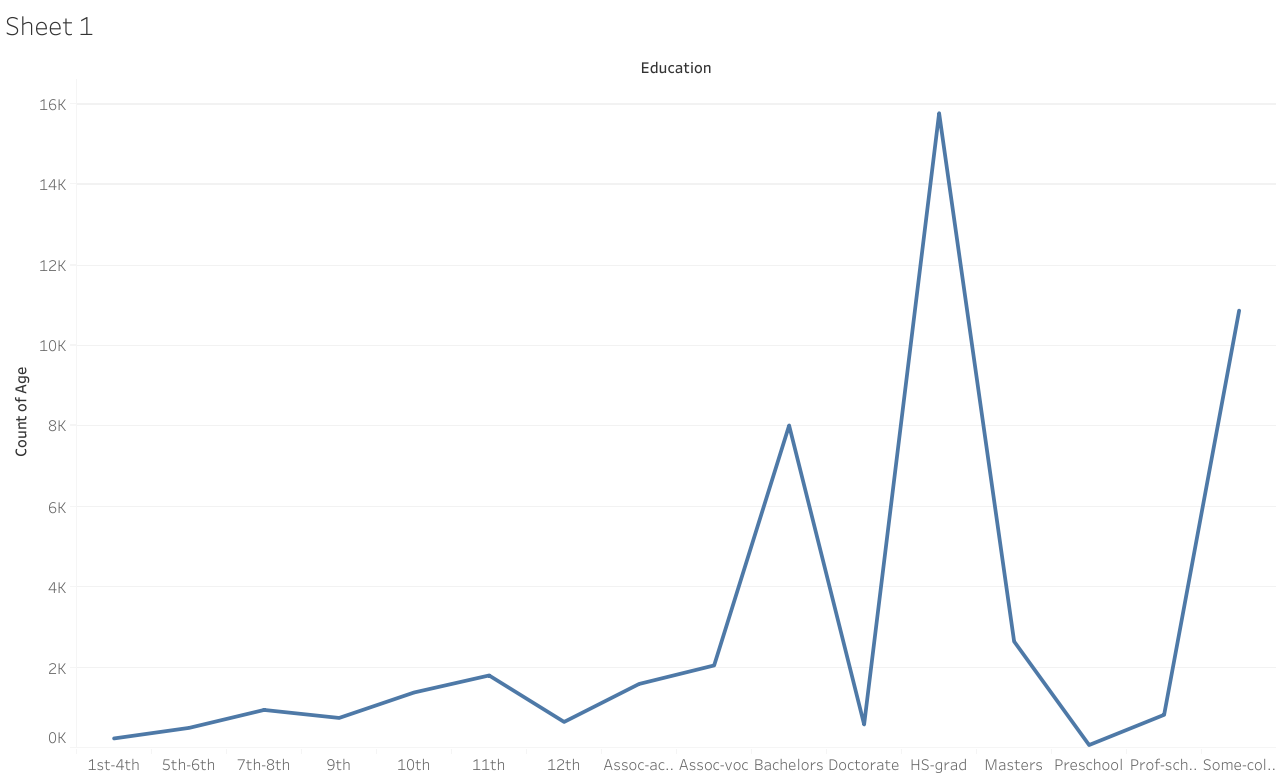 Sheet 1
Education
16K
14K
12K
10K
8K
6K
4K
2K
0K
Count of Age
1st-4th 5th-6th 7th-8th 9th 10th 11th 12th Assoc-ac.. Assoc-voc Bachelors Doctorate HS-grad Masters Preschool Prof-sch.. Some-col..